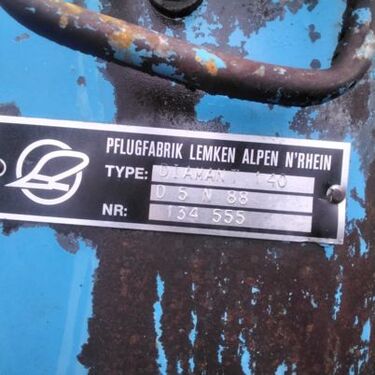 PFLUGFABRIK LEMKEN ALPEN N'RHEIN
TYPE: DIAMANT 140
D 5 N 88
NR: 134 555